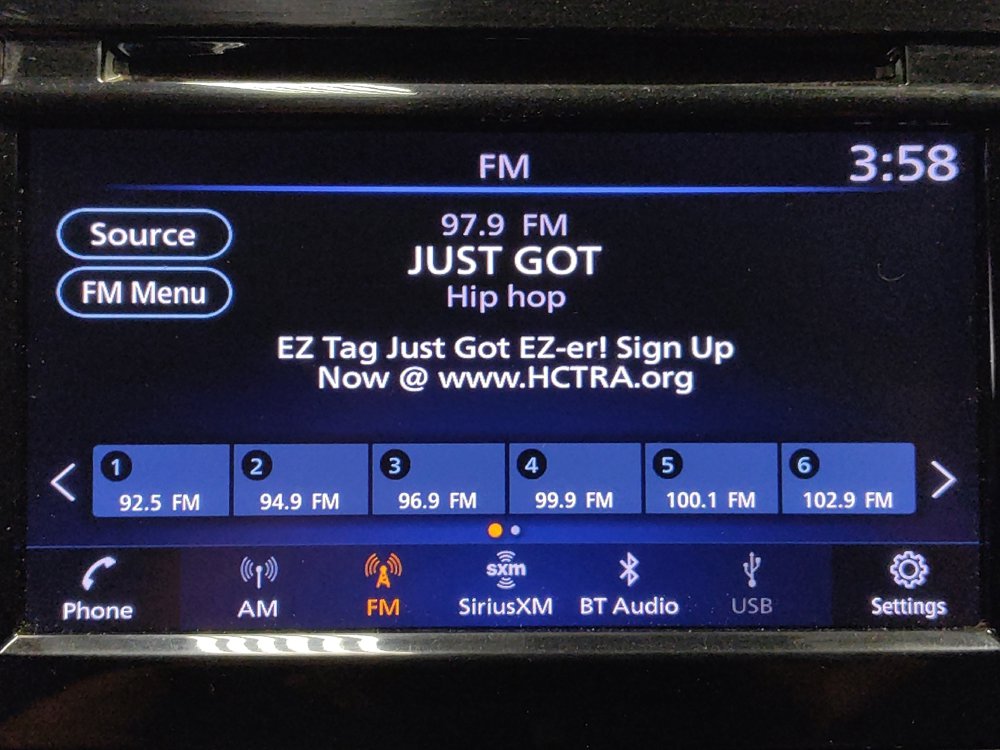 FM
3:58
Source
97.9 FM
JUST GOT
FM Menu
Hip hop
EZ Tag Just Got EZ-er! Sign Up
Now @ www.HCTRA.org
1 2 3 4 5 6
92.5 FM 94.9 FM 96.9 FM 99.9 FM 100.1 FM 102.9 FM
sxm
Phone AM FM SiriusXM BT Audio USB Settings